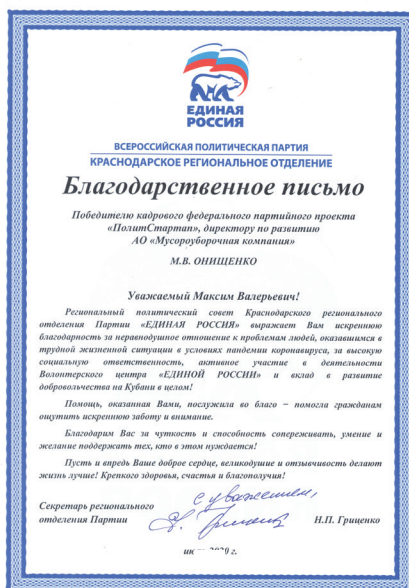 ЕДИНАЯ
РОССИЯ
ВСЕРОССИЙСКАЯ ПОЛИТИЧЕСКАЯ ПАРТИЯ
КРАСНОДАРСКОЕ РЕГИОНАЛЬНОЕ ОТДЕЛЕНИЕ
Благодарственное письмо
Победителю кадрового федерального партийного проекта
«ПолитСтартап», директору по развитию
АО «Мусороуборочная компания»
М.В. ОНИЩЕНКО
Уважаемый Максим Валерьевич!
Региональный политический совет Краснодарского регионального
отделения Партии «ЕДИНАЯ РОССИЯ» выражает Вам искреннюю
благодарность за неравнодушное отношение к проблемам людей, оказавшимся в
трудной жизненной ситуации в условиях пандемии коронавируса, за высокую
социальную ответственность, активное участие в деятельности
Волонтерского центра «ЕДИНОЙ РОССИИ» и вклад в развитие
добровольчества на Кубани в целом!
Помощь, оказанная Вами, послужила во благо – помогла гражданам
ощутить искреннюю заботу и внимание.
Благодарим Вас за чуткость и способность сопереживать, умение и
желание поддержать тех, кто в этом нуждается!
Пусть и впредь Ваше доброе сердце, великодушие и отзывчивость делают
жизнь лучше! Крепкого здоровья, счастья и благополучия!
с уважением,
Секретарь регионального
отделения Партии Н.П. Гриценко
2020 г.